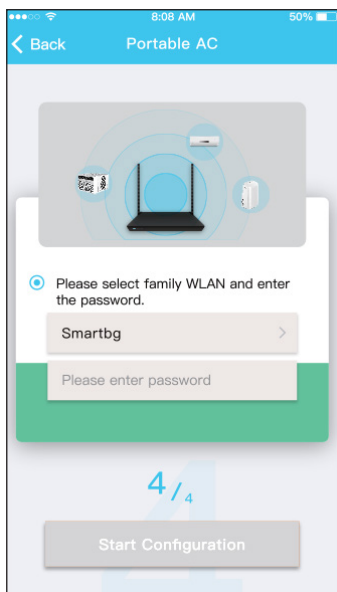 8:08 AM 50%
Back Portable AC
Please select family WLAN and enter
the password.
Smartbg
Please enter password
4/4
4
Start Configuration